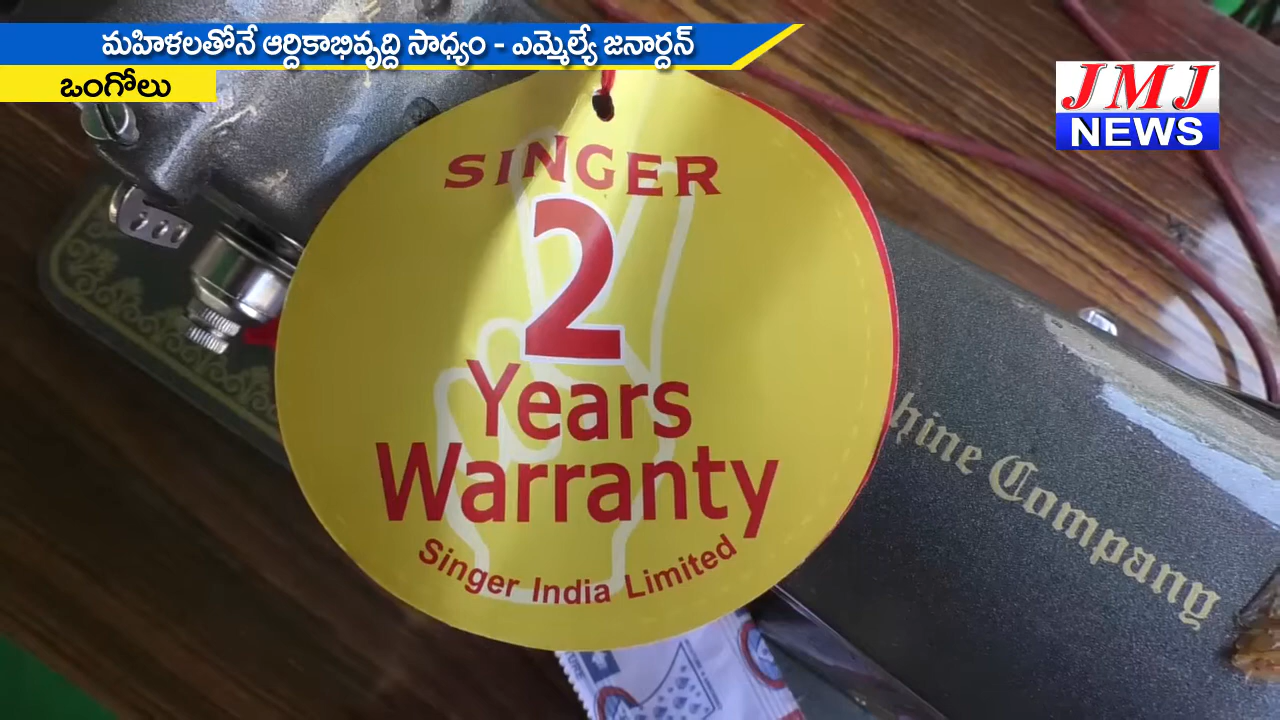 మహిళలతోనే ఆర్దికాభివృద్ది సాధ్యం - ఎమ్మెల్యే జనార్దన్
ఒంగోలు
JMJ
NEWS
SINGER
2
Years
Warranty
Singer India Limited
hine Company